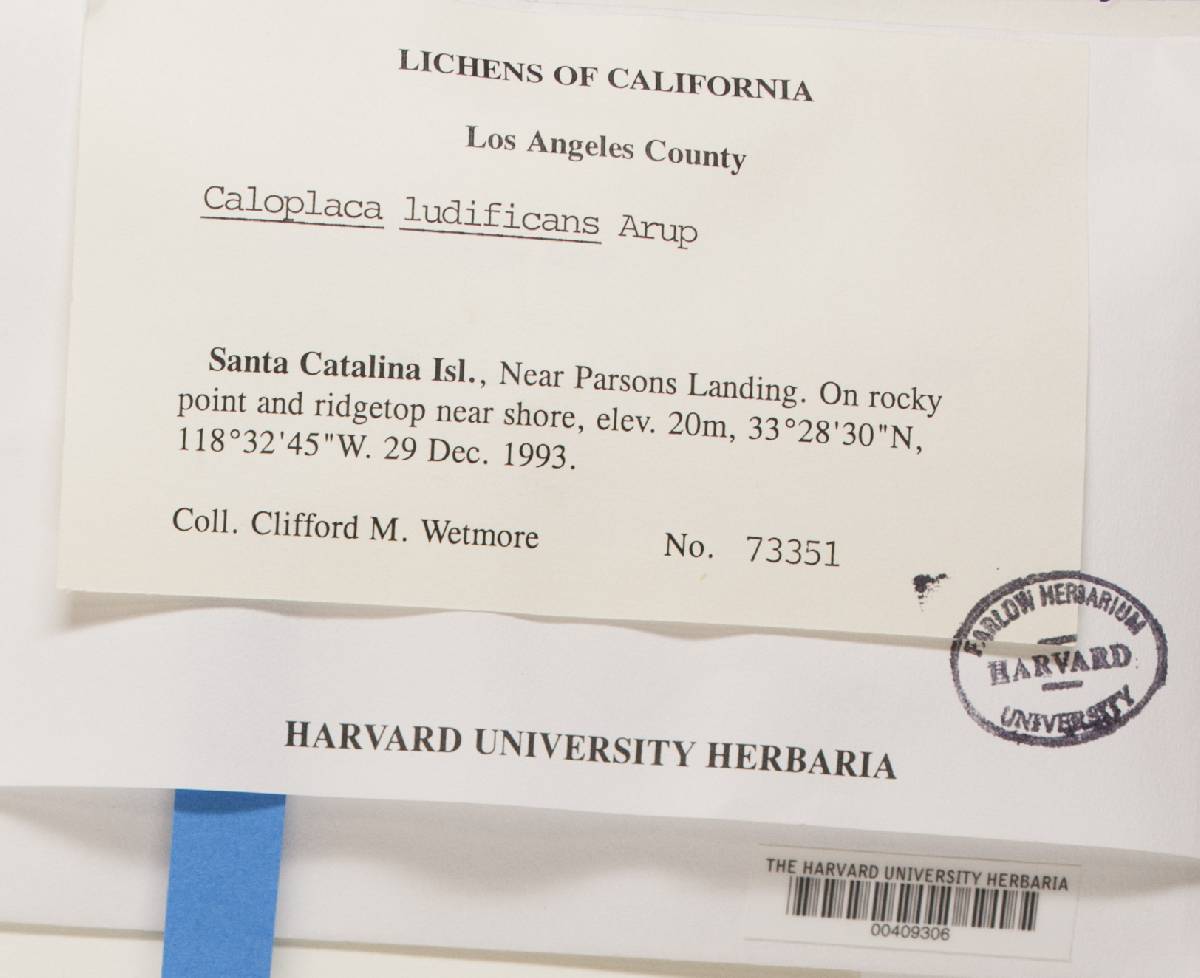 LICHENS OF CALIFORNIA
Los Angeles County
Caloplaca ludificans Arup
Santa Catalina Isl., Near Parsons Landing. On rocky
point and ridgetop near shore, elev. 20m, 33°28'30"N,
118°32'45"W. 29 Dec. 1993.
Coll. Clifford M. Wetmore No. 73351
FARLOW HERBARIUM
HARVARD
UNIVERSITY
HARVARD UNIVERSITY HERBARIA
THE HARVARD UNIVERSITY HERBARIA
00409306